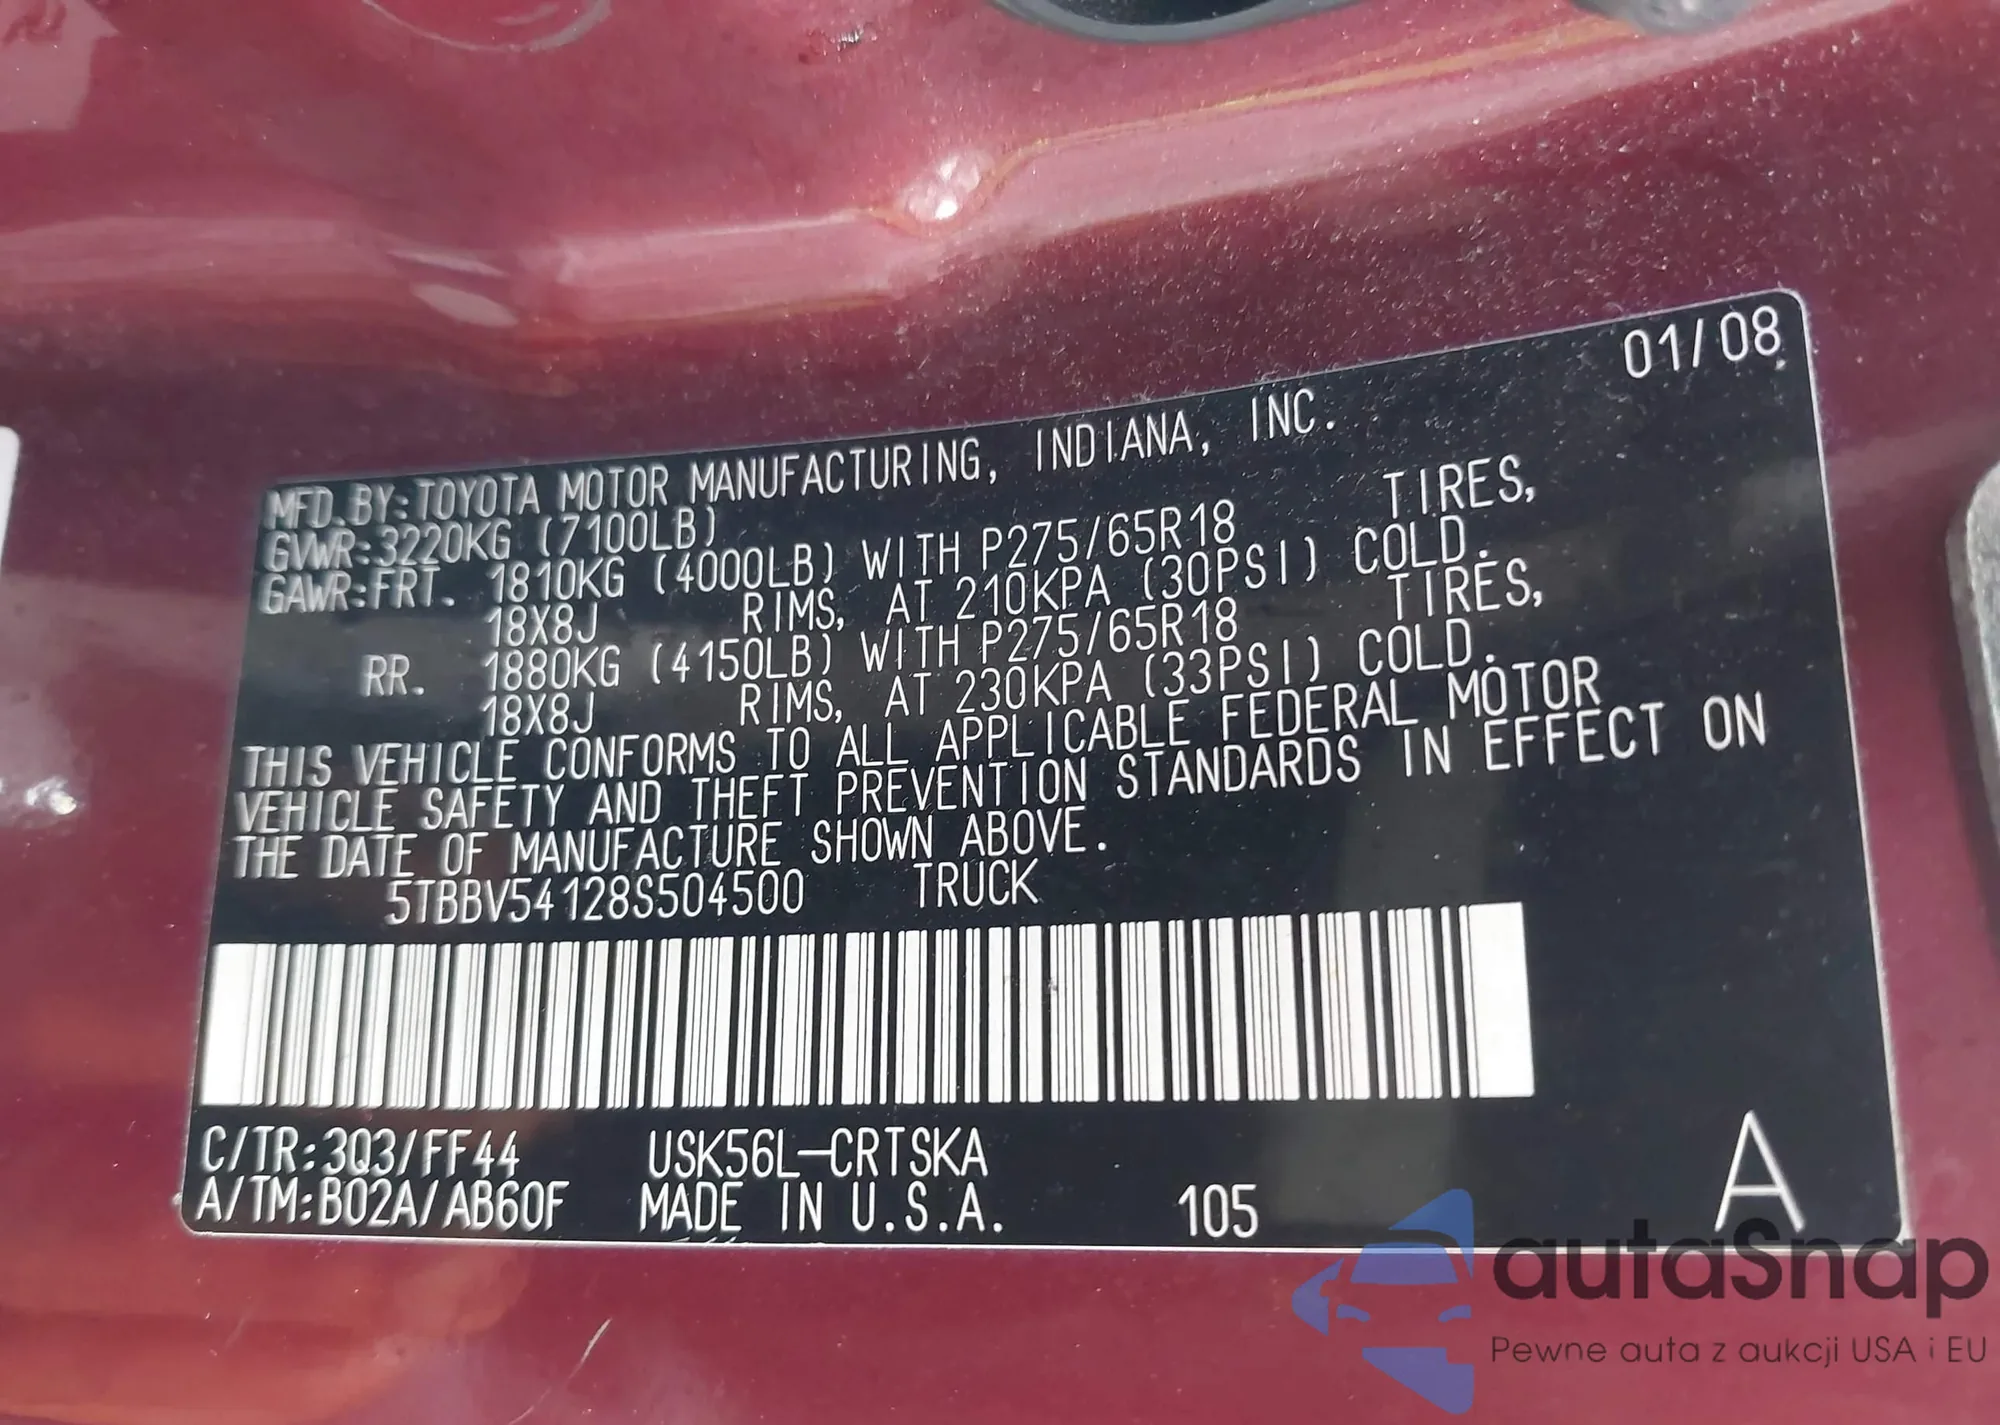 01/08
MFD.BY:TOYOTA MOTOR MANUFACTURING, INDIANA, INC.
GVWR:3220KG (7100LB)
GAWR:FRT. 1810KG (4000LB) WITH P275/65R18 TIRES,
18X8J RIMS, AT 210KPA (30PSI) COLD.
RR. 1880KG (4150LB) WITH P275/65R18 TIRES,
18X8J RIMS, AT 230KPA (33PSI) COLD.
THIS VEHICLE CONFORMS TO ALL APPLICABLE FEDERAL MOTOR
VEHICLE SAFETY AND THEFT PREVENTION STANDARDS IN EFFECT ON
THE DATE OF MANUFACTURE SHOWN ABOVE.
5TBBV54128S504500 TRUCK
C/TR:3Q3/FF44 USK56L-CRTSKA
A/TM:B02A/AB60F MADE IN U.S.A. 105 A
autaSnap
Pewne auta z aukcji USA i EU